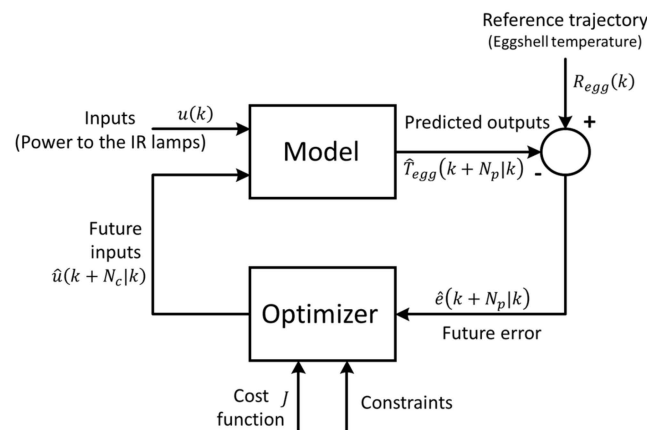 Reference trajectory
(Eggshell temperature)
R_egg(k)
+
Inputs
(Power to the IR lamps)
u(k)
Model
Predicted outputs
T̂_egg(k + N_p|k)
-
Future
inputs
û(k + N_c|k)
Optimizer
ê(k + N_p|k)
Future error
Cost J
function
Constraints